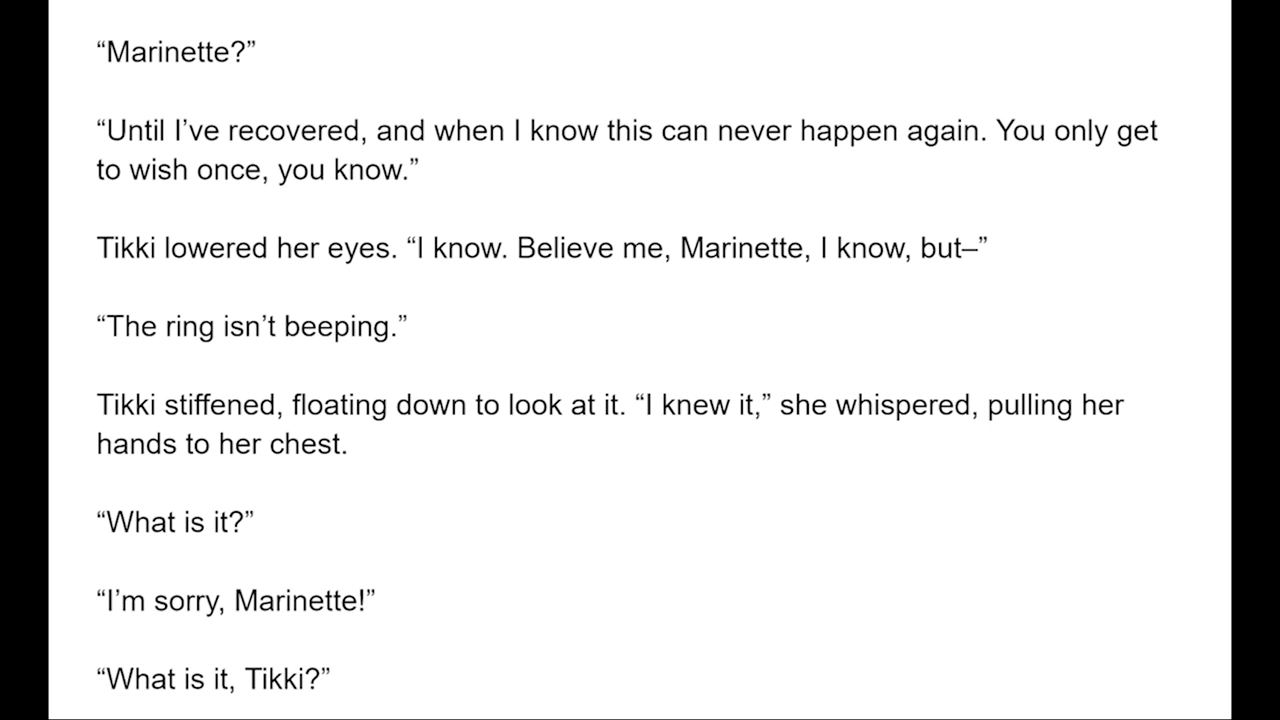 “Marinette?”
“Until I’ve recovered, and when I know this can never happen again. You only get
to wish once, you know.”
Tikki lowered her eyes. “I know. Believe me, Marinette, I know, but–”
“The ring isn’t beeping.”
Tikki stiffened, floating down to look at it. “I knew it,” she whispered, pulling her
hands to her chest.
“What is it?”
“I’m sorry, Marinette!”
“What is it, Tikki?”